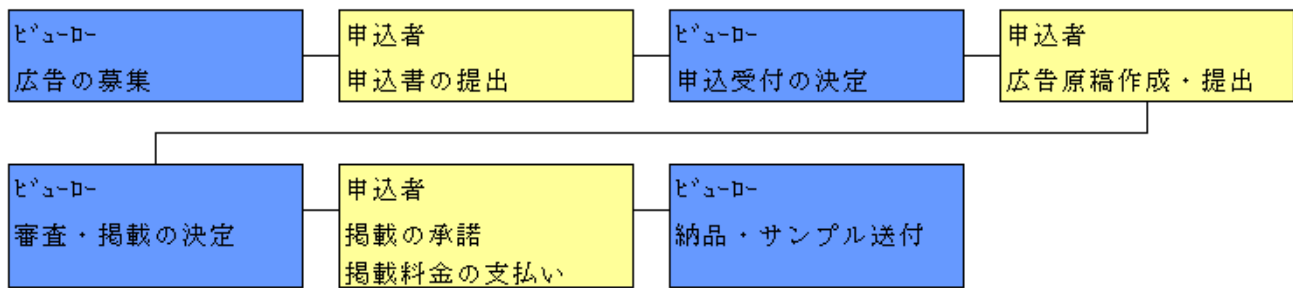 ﾋﾞｭｰﾛｰ
広告の募集
申込者
申込書の提出
ﾋﾞｭｰﾛｰ
申込受付の決定
申込者
広告原稿作成・提出
ﾋﾞｭｰﾛｰ
審査・掲載の決定
申込者
掲載の承諾
掲載料金の支払い
ﾋﾞｭｰﾛｰ
納品・サンプル送付